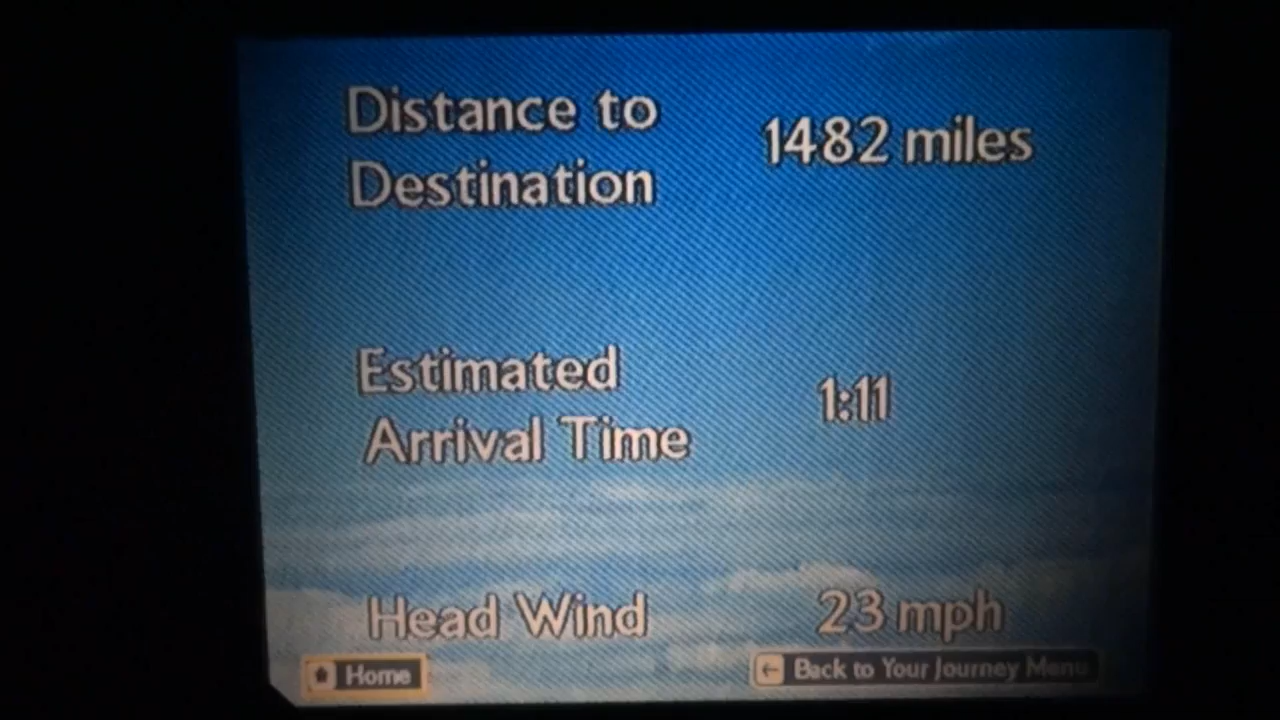 Distance to
Destination
1482 miles
Estimated
Arrival Time
1:11
Head Wind
23 mph
Home
Back to Your Journey Menu